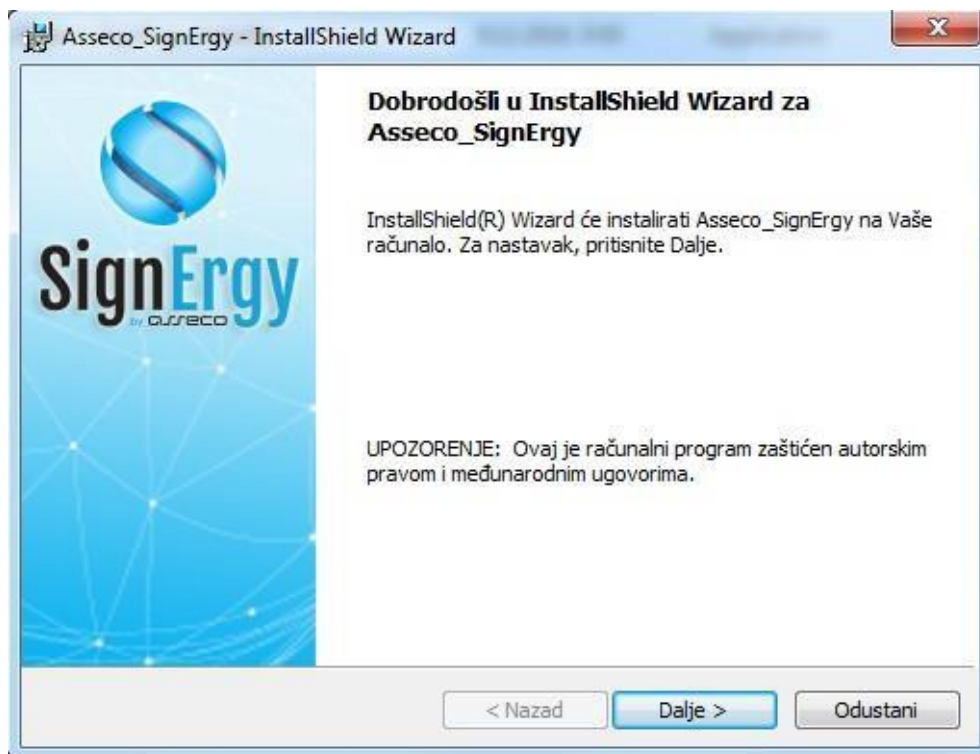 Asseco_SignErgy - InstallShield Wizard
Dobrodošli u InstallShield Wizard za
Asseco_SignErgy
InstallShield(R) Wizard će instalirati Asseco_SignErgy na Vaše
računalo. Za nastavak, pritisnite Dalje.
SignErgy
by asseco
UPOZORENJE:  Ovaj je računalni program zaštićen autorskim
pravom i međunarodnim ugovorima.
< Nazad
Dalje >
Odustani